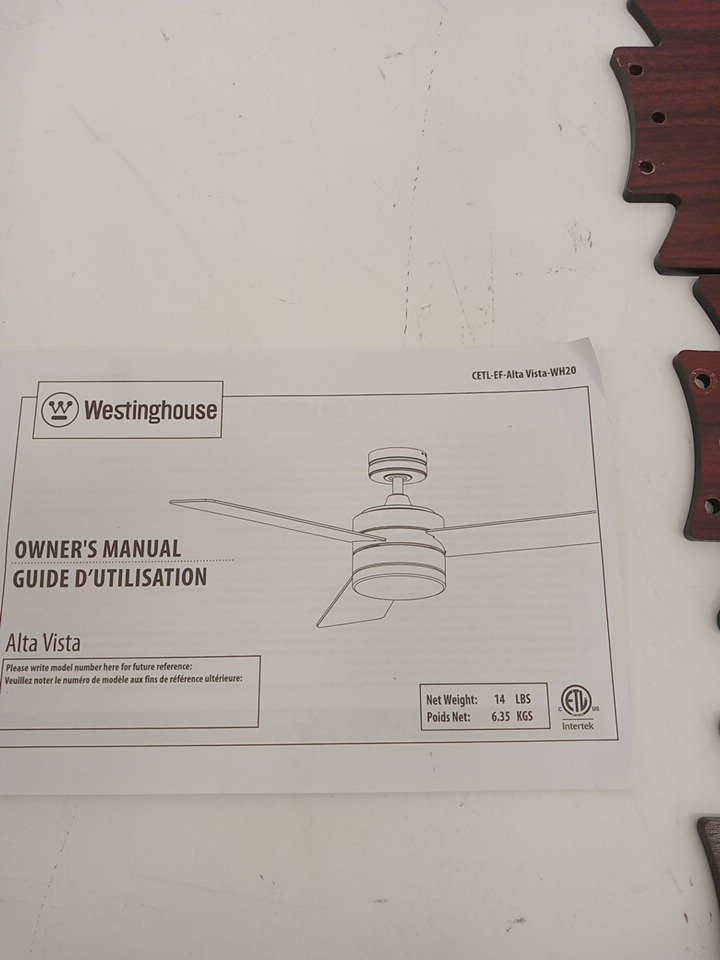 CETL-EF-Alta Vista-WH20
Westinghouse
OWNER'S MANUAL
GUIDE D'UTILISATION
Alta Vista
Please write model number here for future reference:
Veuillez noter le numéro de modèle aux fins de référence ultérieure:
Net Weight: 14 LBS
Poids Net: 6.35 KGS
C ETL US
Intertek